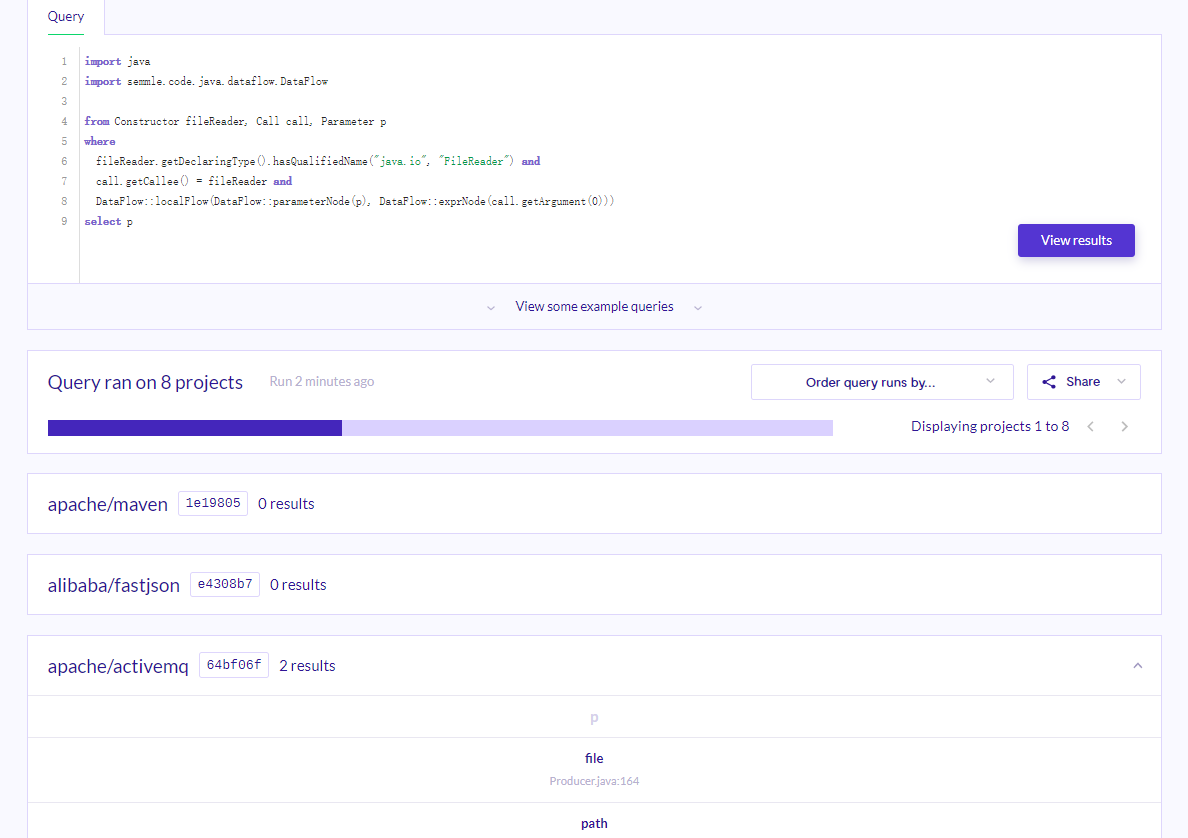 Query
1 import java
2 import semmle.code.java.dataflow.DataFlow
3
4 from Constructor fileReader, Call call, Parameter p
5 where
6 fileReader.getDeclaringType().hasQualifiedName("java.io", "FileReader") and
7 call.getCallee() = fileReader and
8 DataFlow::localFlow(DataFlow::parameterNode(p), DataFlow::exprNode(call.getArgument(0)))
9 select p
View results
View some example queries
Query ran on 8 projects Run 2 minutes ago Order query runs by... Share
Displaying projects 1 to 8
apache/maven 1e19805 0 results
alibaba/fastjson e4308b7 0 results
apache/activemq 64bf06f 2 results
p
file
Producer.java:164
path